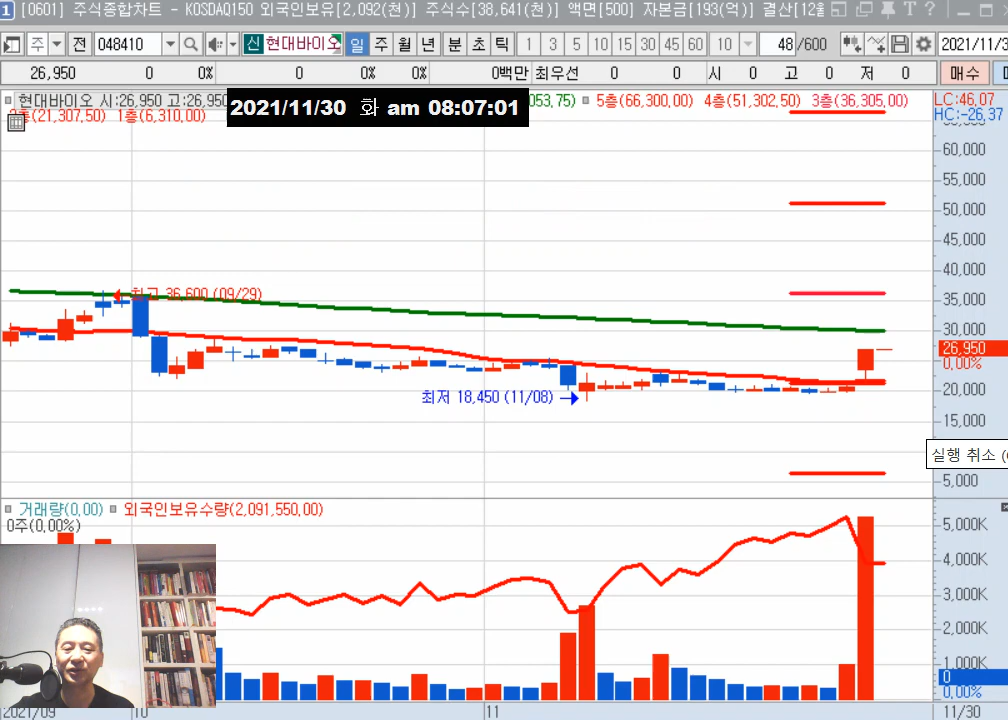 1 [0601] 주식종합차트 - KOSDAQ150 외국인보유[2,092(천)] 주식수[38,641(천)] 액면[500] 자본금[193(억)] 결산[12월
주 전 048410 신 현대바이오 일 주 월 년 분 초 틱 1 3 5 10 15 30 45 60 10 48 /600 2021/11/3
26,950 0 0% 0 0% 0% 0백만 최우선 0 0 시 0 고 0 저 0 매수
현대바이오 시:26,950 고:26,950
053,75) 5층(66,300.00) 4층(51,302,50) 3층(36,305,00)
층(21,307,50) 1층(6,310,00)
2021/11/30 화 am 08:07:01
LC:46,07
HC:-26,37
60,000
55,000
50,000
45,000
40,000
35,000
30,000
26,950
0,00%
20,000
15,000
5,000
최고 36,600 (09/29)
최저 18,450 (11/08)
실행 취소 (
거래량(0,00) 외국인보유수량(2,091,550,00)
0주(0,00%)
5,000K
4,000K
3,000K
2,000K
1,000K
0
0,00%
2021/09 10 11 11/30